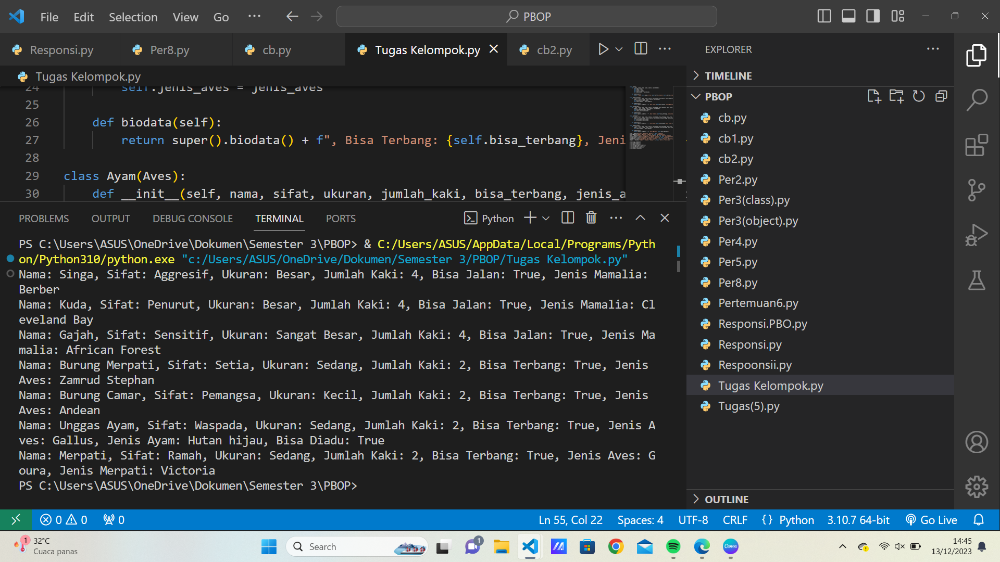 File Edit Selection View Go ··· PBOP
Responsi.py Per8.py cb.py Tugas Kelompok.py cb2.py
Tugas Kelompok.py
24 self.jenis_aves = jenis_aves
25
26 def biodata(self):
27 return super().biodata() + f", Bisa Terbang: {self.bisa_terbang}, Jeni
28
29 class Ayam(Aves):
30 def __init__(self, nama, sifat, ukuran, jumlah_kaki, bisa_terbang, jenis_a
PROBLEMS OUTPUT DEBUG CONSOLE TERMINAL PORTS Python
PS C:\Users\ASUS\OneDrive\Dokumen\Semester 3\PBOP> & C:/Users/ASUS/AppData/Local/Programs/Pyth
on/Python310/python.exe "c:/Users/ASUS/OneDrive/Dokumen/Semester 3/PBOP/Tugas Kelompok.py"
Nama: Singa, Sifat: Aggresif, Ukuran: Besar, Jumlah Kaki: 4, Bisa Jalan: True, Jenis Mamalia:
Berber
Nama: Kuda, Sifat: Penurut, Ukuran: Besar, Jumlah Kaki: 4, Bisa Jalan: True, Jenis Mamalia: Cl
eveland Bay
Nama: Gajah, Sifat: Sensitif, Ukuran: Sangat Besar, Jumlah Kaki: 4, Bisa Jalan: True, Jenis Ma
malia: African Forest
Nama: Burung Merpati, Sifat: Setia, Ukuran: Sedang, Jumlah Kaki: 2, Bisa Terbang: True, Jenis
Aves: Zamrud Stephan
Nama: Burung Camar, Sifat: Pemangsa, Ukuran: Kecil, Jumlah Kaki: 2, Bisa Terbang: True, Jenis
Aves: Andean
Nama: Unggas Ayam, Sifat: Waspada, Ukuran: Sedang, Jumlah Kaki: 2, Bisa Terbang: True, Jenis A
ves: Gallus, Jenis Ayam: Hutan hijau, Bisa Diadu: True
Nama: Merpati, Sifat: Ramah, Ukuran: Sedang, Jumlah Kaki: 2, Bisa Terbang: True, Jenis Aves: G
oura, Jenis Merpati: Victoria
PS C:\Users\ASUS\OneDrive\Dokumen\Semester 3\PBOP>
EXPLORER
TIMELINE
PBOP
cb.py
cb1.py
cb2.py
Per2.py
Per3(class).py
Per3(object).py
Per4.py
Per5.py
Per8.py
Pertemuan6.py
Responsi.PBO.py
Responsi.py
Respoonsii.py
Tugas Kelompok.py
Tugas(5).py
OUTLINE
0 0 0 Ln 55, Col 22 Spaces: 4 UTF-8 CRLF {} Python 3.10.7 64-bit Go Live
1 32°C
Cuaca panas
Search
1
Canva
14:45
13/12/2023